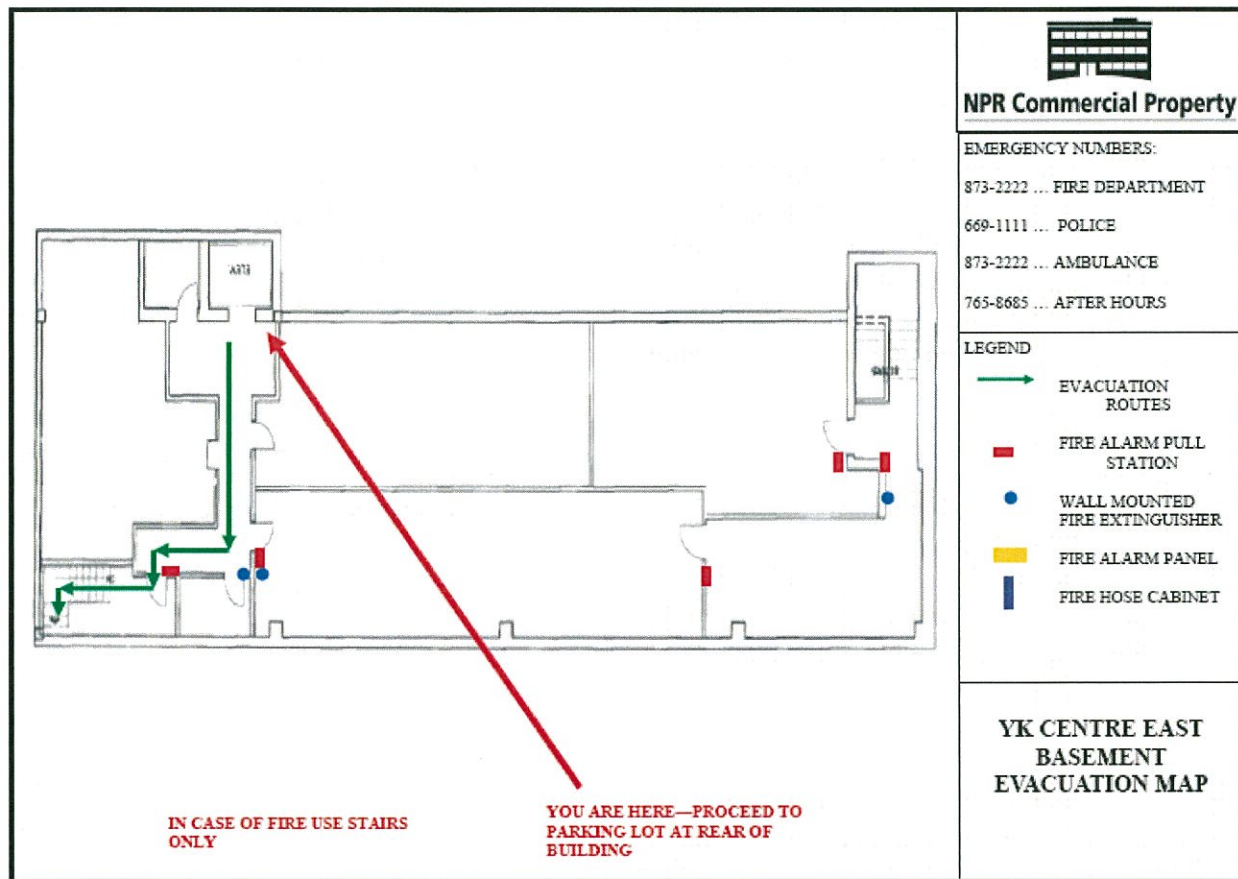 NPR Commercial Property
EMERGENCY NUMBERS:
873-2222 ... FIRE DEPARTMENT
669-1111 ... POLICE
873-2222 ... AMBULANCE
765-8685 ... AFTER HOURS
LEGEND
EVACUATION
ROUTES
FIRE ALARM PULL
STATION
WALL MOUNTED
FIRE EXTINGUISHER
FIRE ALARM PANEL
FIRE HOSE CABINET
YK CENTRE EAST
BASEMENT
EVACUATION MAP
ELEV.
IN CASE OF FIRE USE STAIRS
ONLY
YOU ARE HERE—PROCEED TO
PARKING LOT AT REAR OF
BUILDING